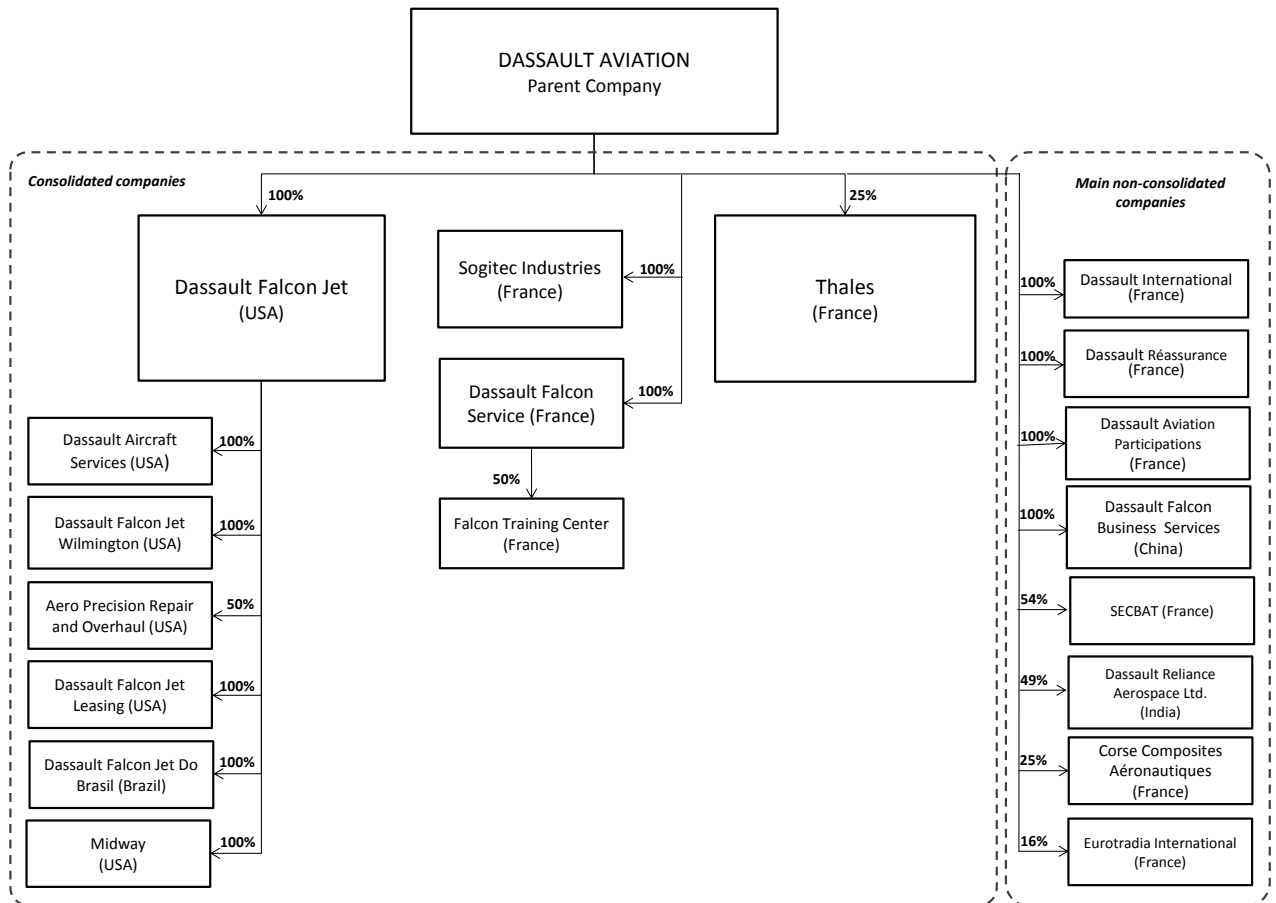 DASSAULT AVIATION
Parent Company
Consolidated companies
Main non-consolidated
companies
100%
Dassault Falcon Jet
(USA)
100%
Dassault Aircraft
Services (USA)
100%
Dassault Falcon Jet
Wilmington (USA)
50%
Aero Precision Repair
and Overhaul (USA)
100%
Dassault Falcon Jet
Leasing (USA)
100%
Dassault Falcon Jet Do
Brasil (Brazil)
100%
Midway
(USA)
100%
Sogitec Industries
(France)
100%
Dassault Falcon
Service (France)
50%
Falcon Training Center
(France)
25%
Thales
(France)
100%
Dassault International
(France)
100%
Dassault Réassurance
(France)
100%
Dassault Aviation
Participations
(France)
100%
Dassault Falcon
Business Services
(China)
54%
SECBAT (France)
49%
Dassault Reliance
Aerospace Ltd.
(India)
25%
Corse Composites
Aéronautiques
(France)
16%
Eurotradia International
(France)